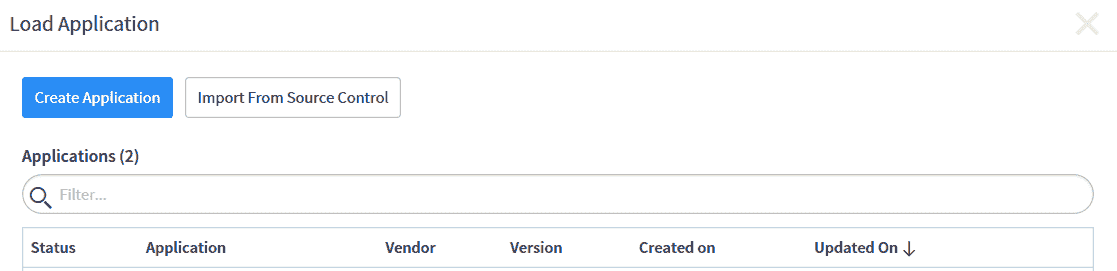 Load Application
Create Application Import From Source Control
Applications (2)
Filter...
Status Application Vendor Version Created on Updated On